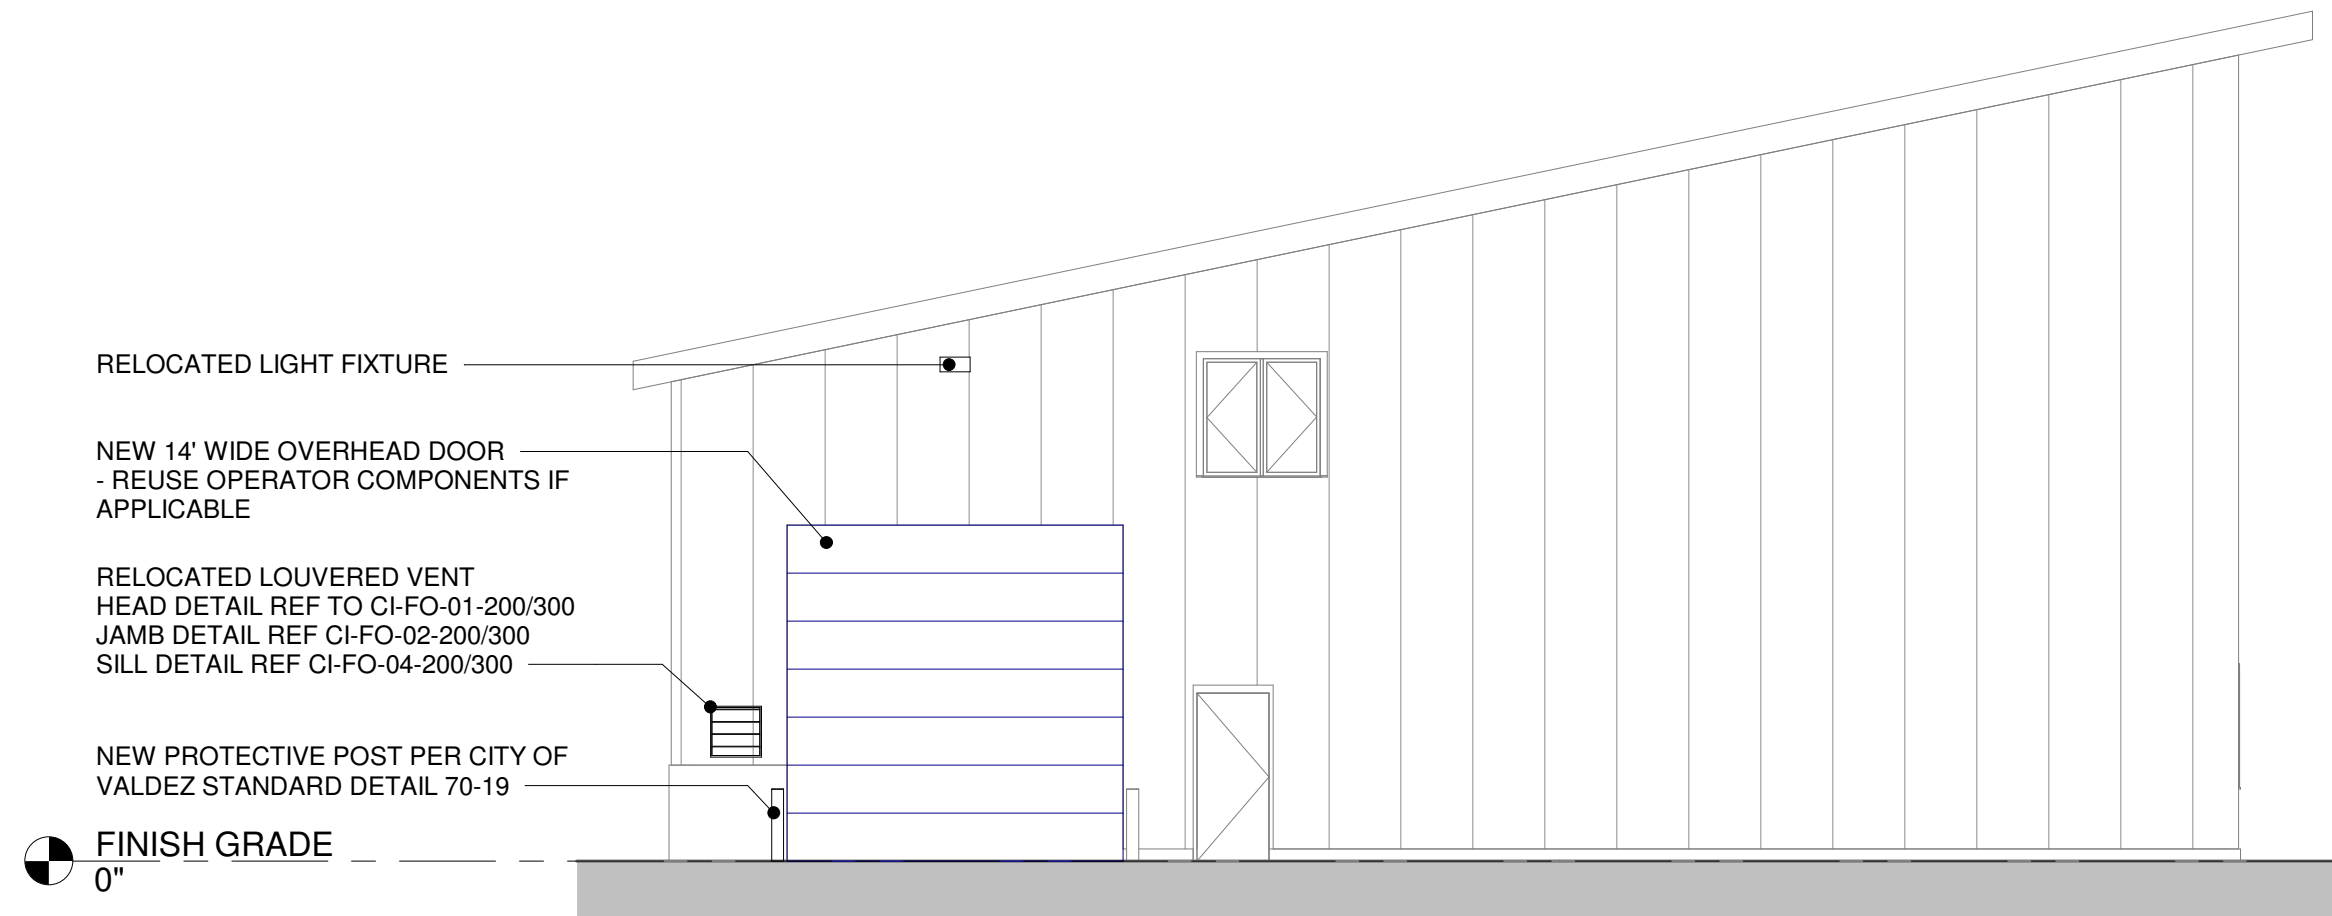 RELOCATED LIGHT FIXTURE
NEW 14' WIDE OVERHEAD DOOR
- REUSE OPERATOR COMPONENTS IF
APPLICABLE
RELOCATED LOUVERED VENT
HEAD DETAIL REF TO CI-FO-01-200/300
JAMB DETAIL REF CI-FO-02-200/300
SILL DETAIL REF CI-FO-04-200/300
NEW PROTECTIVE POST PER CITY OF
VALDEZ STANDARD DETAIL 70-19
FINISH GRADE
0"